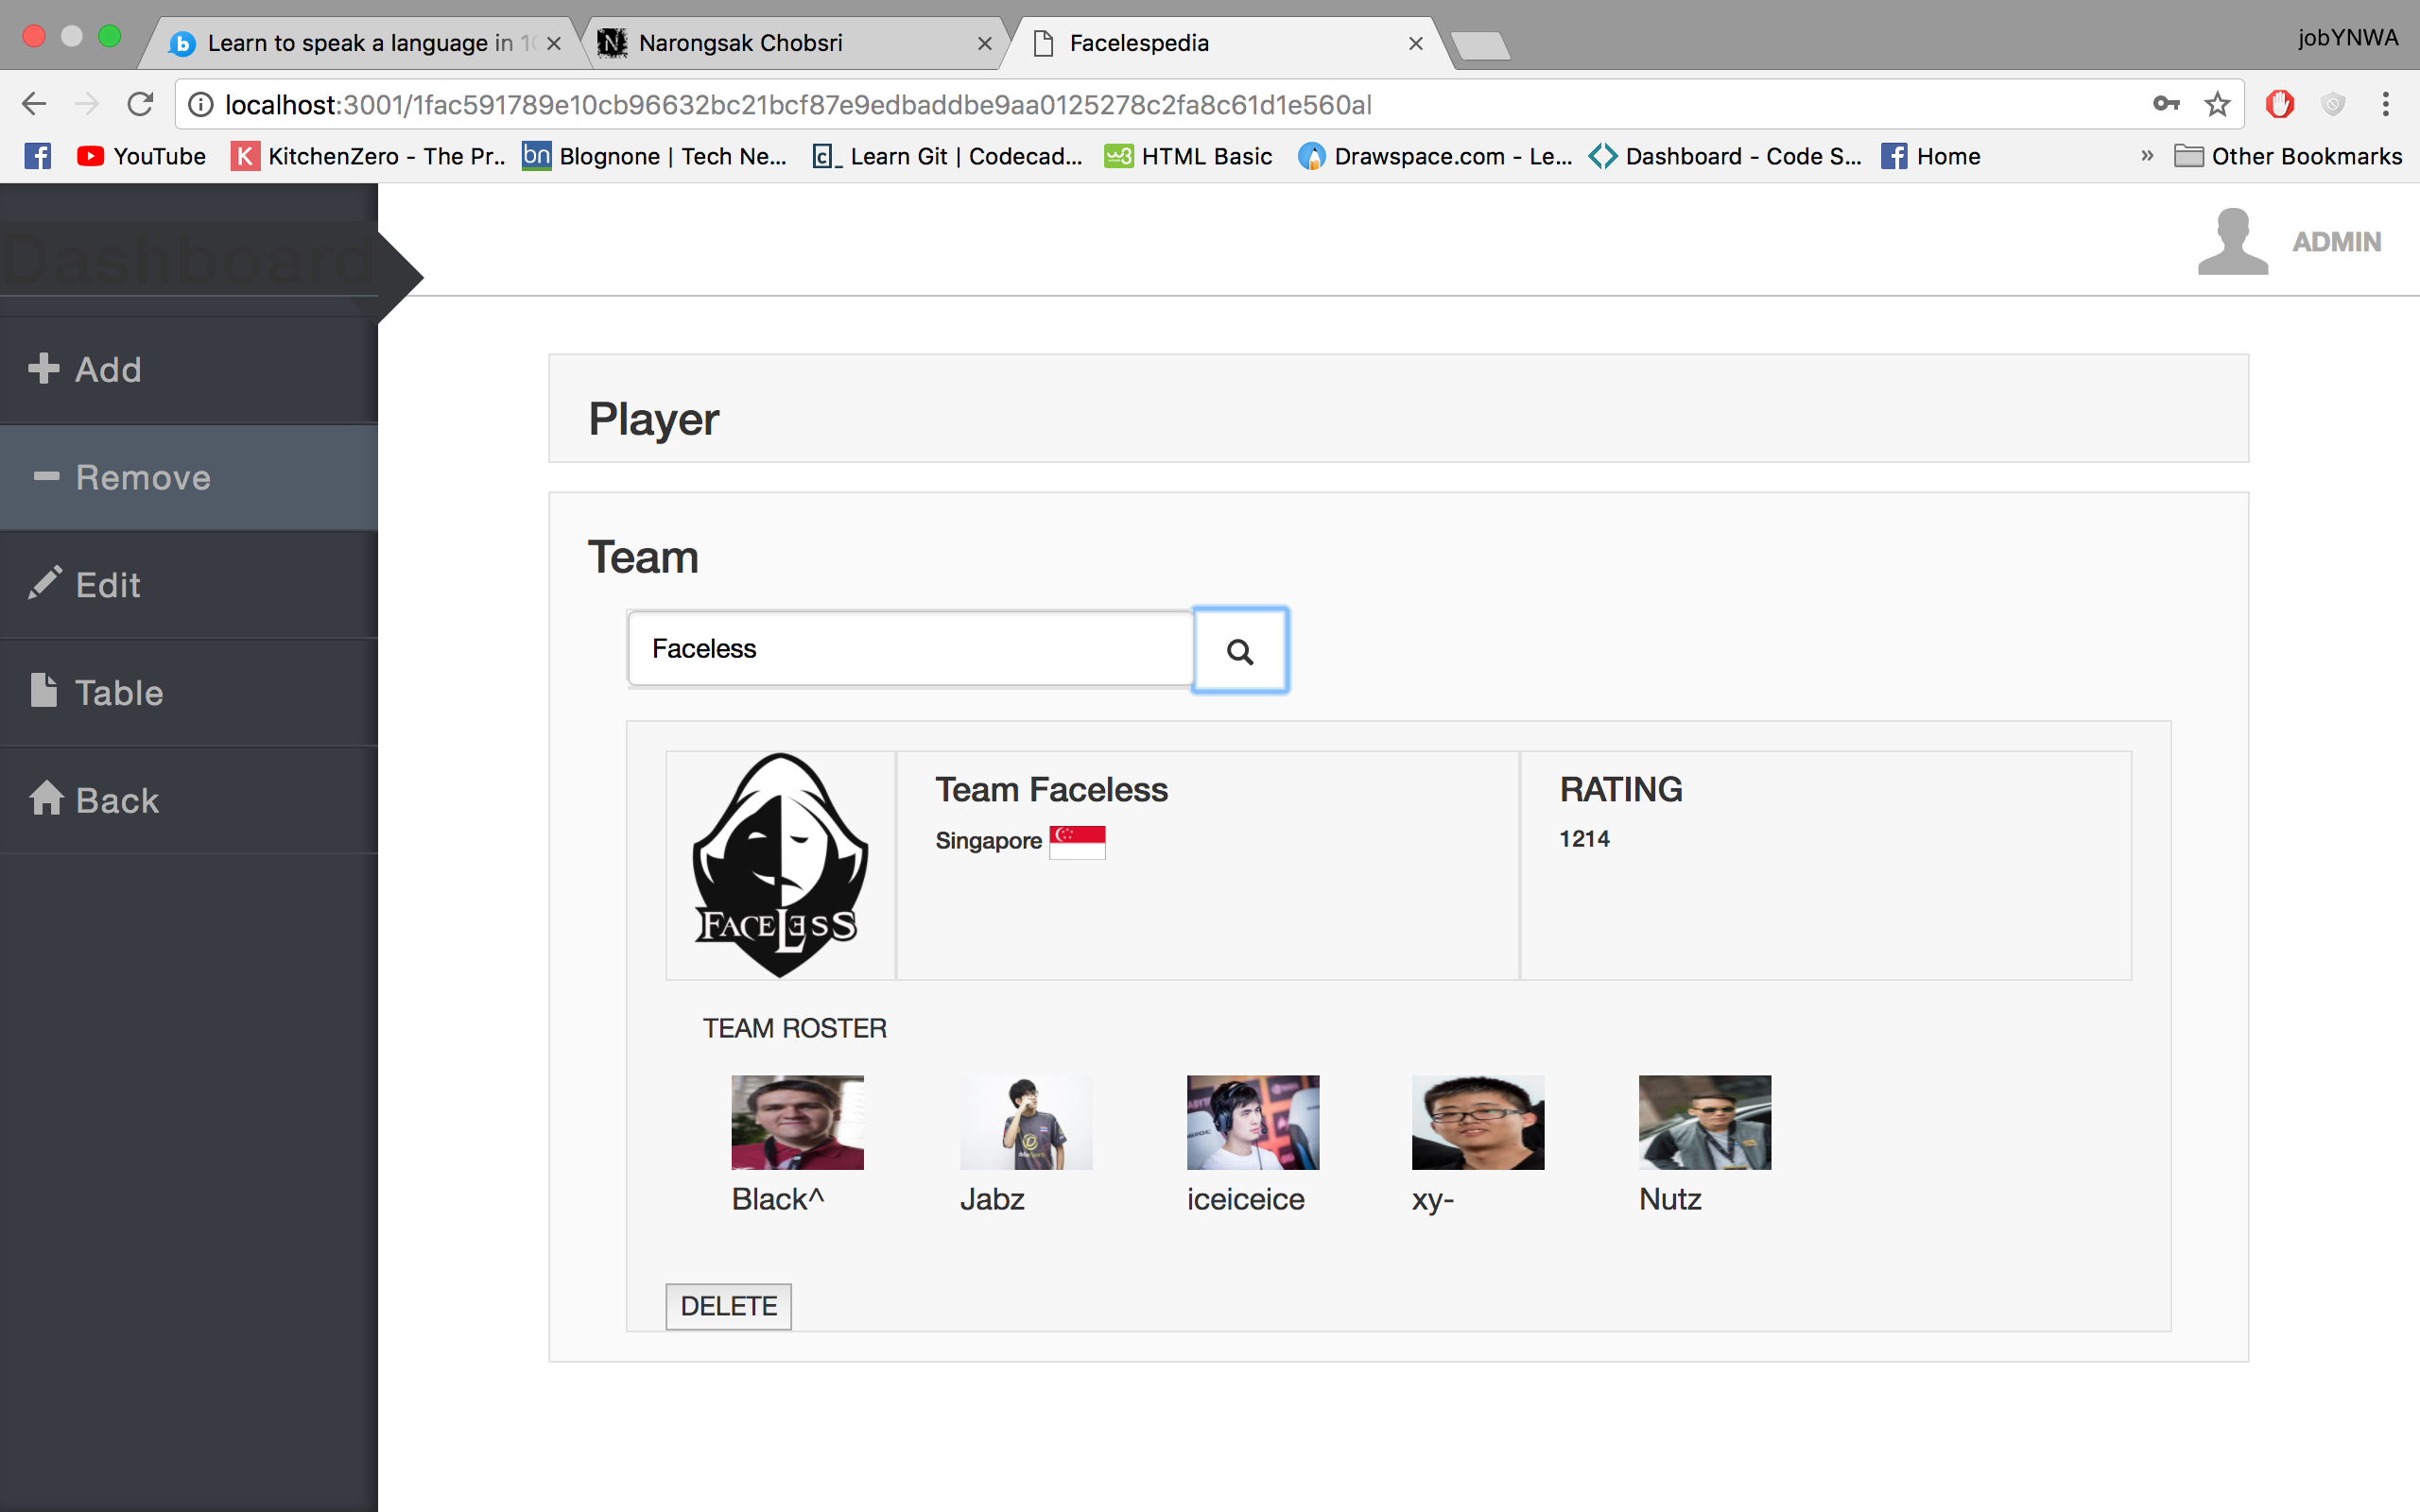 Learn to speak a language in 10
Narongsak Chobsri
Facelespedia
jobYNWA
localhost:3001/1fac591789e10cb96632bc21bcf87e9edbaddbe9aa0125278c2fa8c61d1e560al
YouTube
KitchenZero - The Pr...
Blognone | Tech Ne...
Learn Git | Codecad...
HTML Basic
Drawspace.com - Le...
Dashboard - Code S...
Home
Other Bookmarks
Dashboard
ADMIN
Add
Remove
Edit
Table
Back
Player
Team
Faceless
FACELESS
Team Faceless
Singapore
RATING
1214
TEAM ROSTER
Black^
Jabz
iceiceice
xy-
Nutz
DELETE